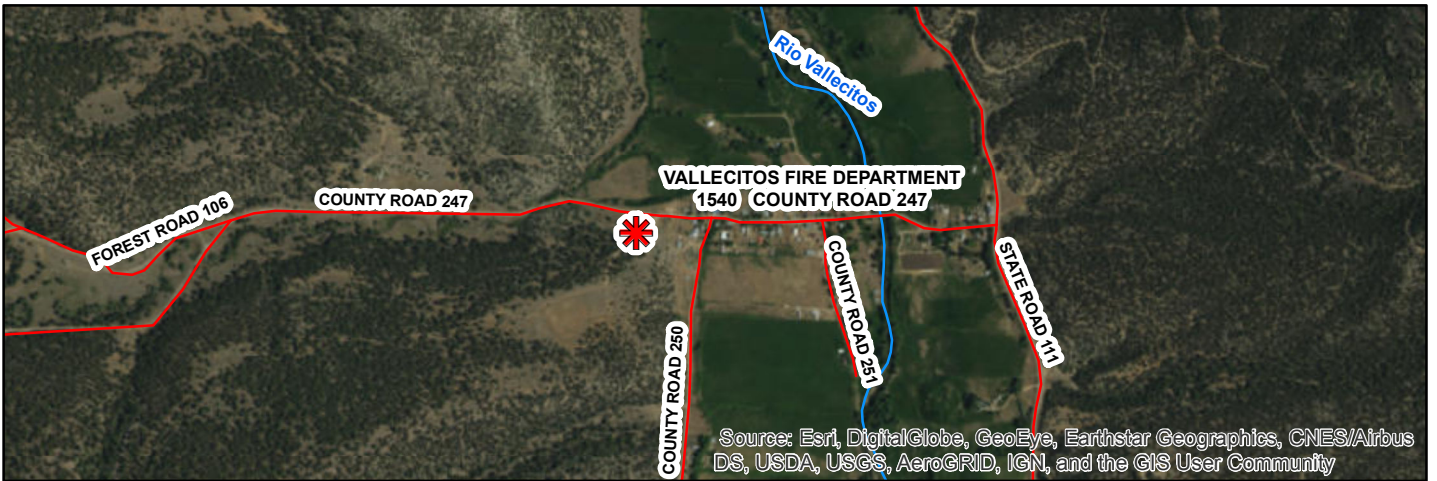 Rio Vallecitos
VALLECITOS FIRE DEPARTMENT
1540 COUNTY ROAD 247
COUNTY ROAD 247
FOREST ROAD 106
COUNTY ROAD 250
COUNTY ROAD 251
STATE ROAD 111
Source: Esri, DigitalGlobe, GeoEye, Earthstar Geographics, CNES/Airbus
DS, USDA, USGS, AeroGRID, IGN, and the GIS User Community